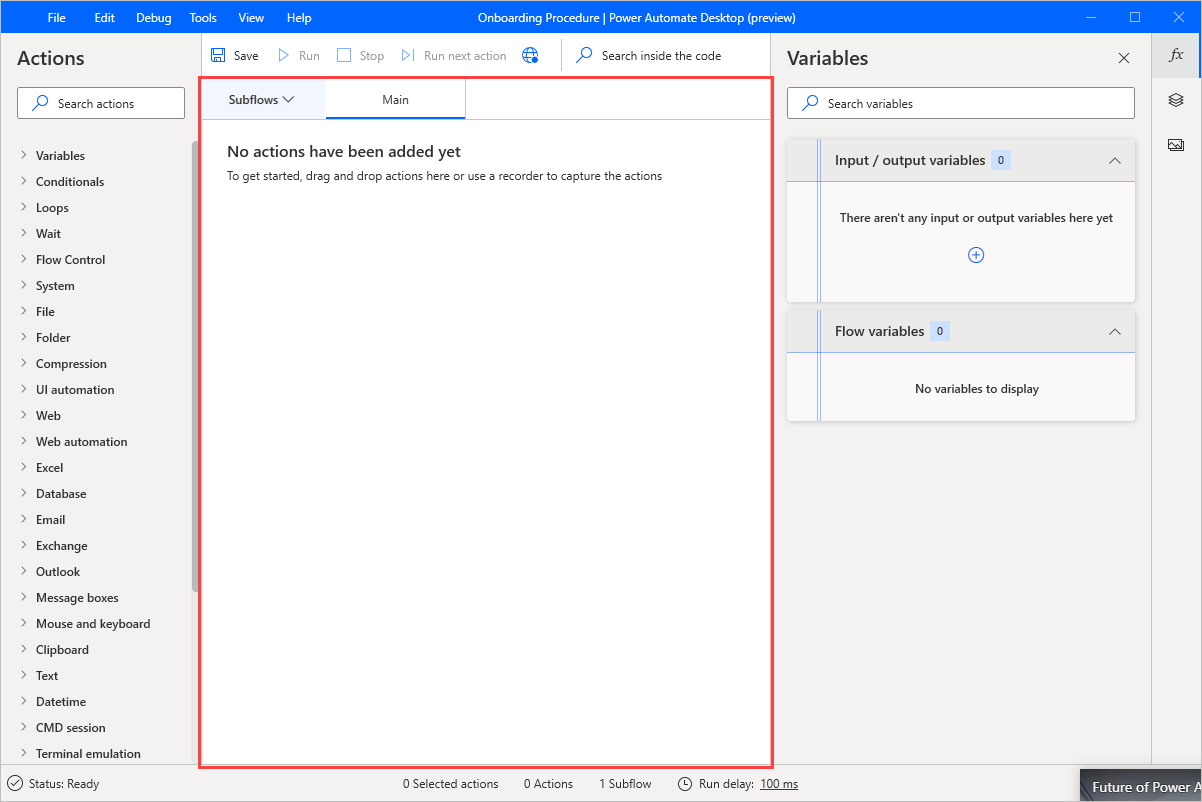 File Edit Debug Tools View Help
Onboarding Procedure | Power Automate Desktop (preview)
Actions
Search actions
Variables
Conditionals
Loops
Wait
Flow Control
System
File
Folder
Compression
UI automation
Web
Web automation
Excel
Database
Email
Exchange
Outlook
Message boxes
Mouse and keyboard
Clipboard
Text
Datetime
CMD session
Terminal emulation
Save Run Stop Run next action Search inside the code
Subflows Main
No actions have been added yet
To get started, drag and drop actions here or use a recorder to capture the actions
Variables
fx
Search variables
Input / output variables 0
There aren't any input or output variables here yet
Flow variables 0
No variables to display
Status: Ready 0 Selected actions 0 Actions 1 Subflow Run delay: 100 ms
Future of Power A